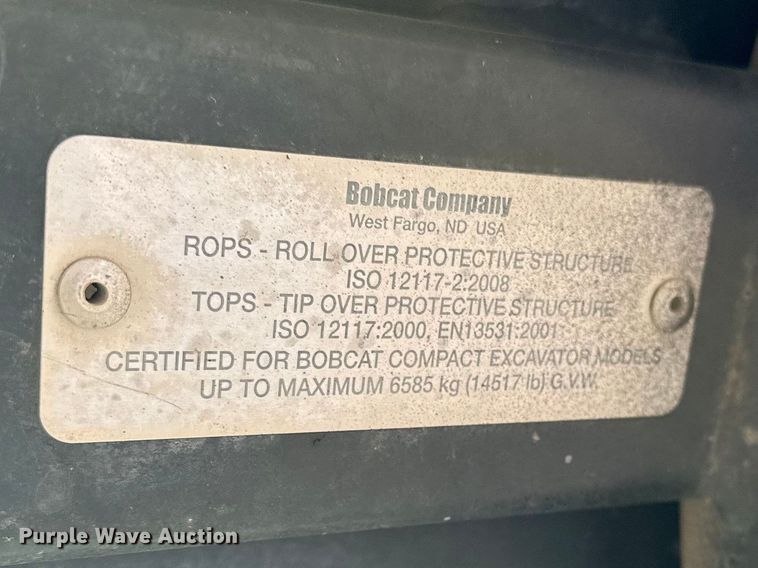 Bobcat Company
West Fargo, ND USA
ROPS - ROLL OVER PROTECTIVE STRUCTURE
ISO 12117-2:2008
TOPS - TIP OVER PROTECTIVE STRUCTURE
ISO 12117:2000, EN13531:2001
CERTIFIED FOR BOBCAT COMPACT EXCAVATOR MODELS
UP TO MAXIMUM 6585 kg (14517 lb) G.V.W.
Purple Wave Auction